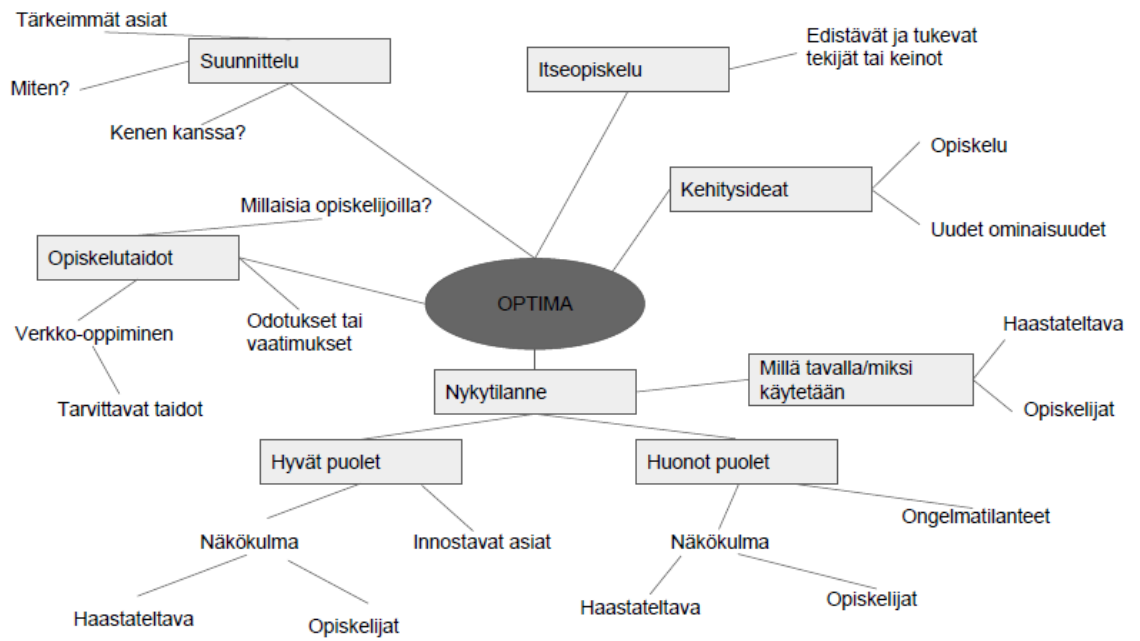 Tärkeimmät asiat
Suunnittelu
Miten?
Kenen kanssa?
Itseopiskelu
Edistävät ja tukevat
tekijät tai keinot
Kehitysideat
Opiskelu
Uudet ominaisuudet
Millaisia opiskelijoilla?
Opiskelutaidot
Verkko-oppiminen
Odotukset tai
vaatimukset
Tarvittavat taidot
OPTIMA
Nykytilanne
Millä tavalla/miksi
käytetään
Haastateltava
Opiskelijat
Hyvät puolet
Näkökulma
Innostavat asiat
Haastateltava
Opiskelijat
Huonot puolet
Ongelmatilanteet
Näkökulma
Haastateltava
Opiskelijat